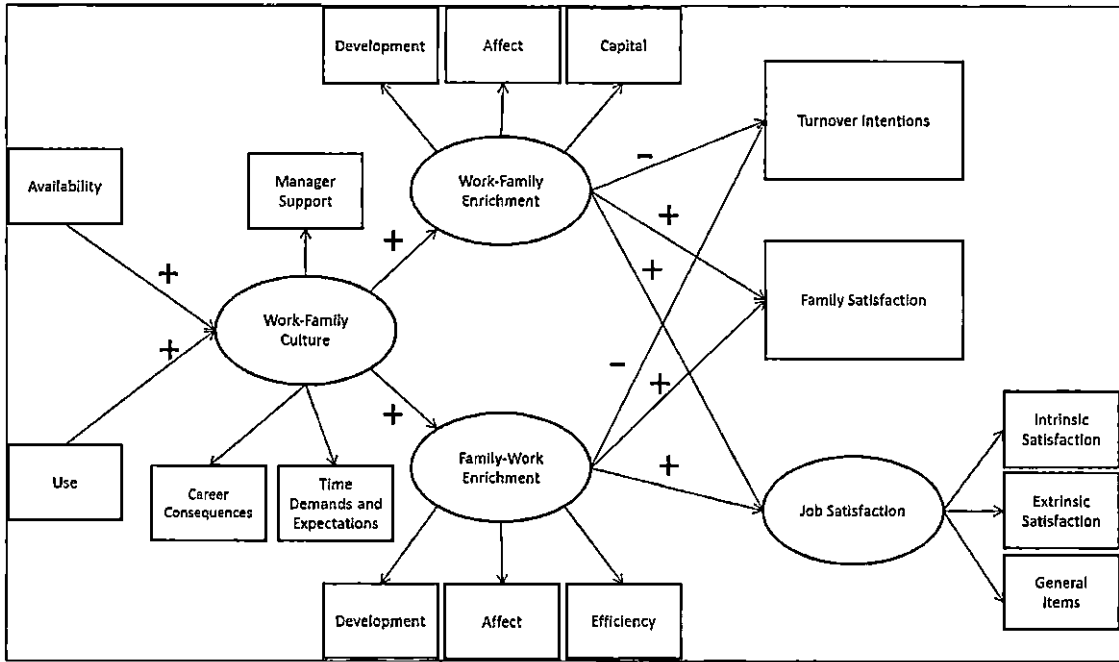 Development
Affect
Capital
Turnover Intentions
Availability
Manager
Support
Work-Family
Enrichment
-
+
+
+
+
Family Satisfaction
Work-Family
Culture
+
-
+
+
Intrinsic
Satisfaction
Use
Career
Consequences
Time
Demands and
Expectations
Family-Work
Enrichment
+
Job Satisfaction
Extrinsic
Satisfaction
General
Items
Development
Affect
Efficiency